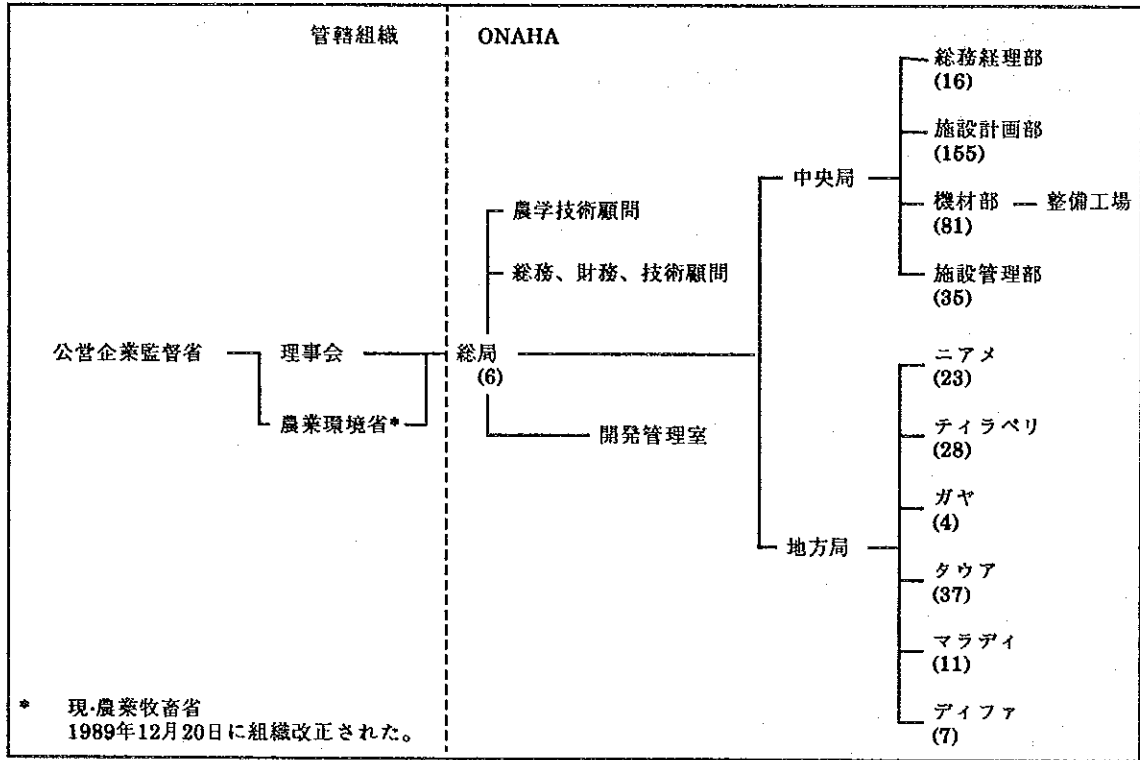 管轄組織
ONAHA
公営企業監督省
理事会
農業環境省*
総局
(6)
農学技術顧問
総務、財務、技術顧問
開発管理室
中央局
総務経理部
(16)
施設計画部
(155)
機材部 整備工場
(81)
施設管理部
(35)
地方局
ニアメ
(23)
ティラベリ
(28)
ガヤ
(4)
タウア
(37)
マラディ
(11)
ディファ
(7)
* 現・農業牧畜省
1989年12月20日に組織改正された。